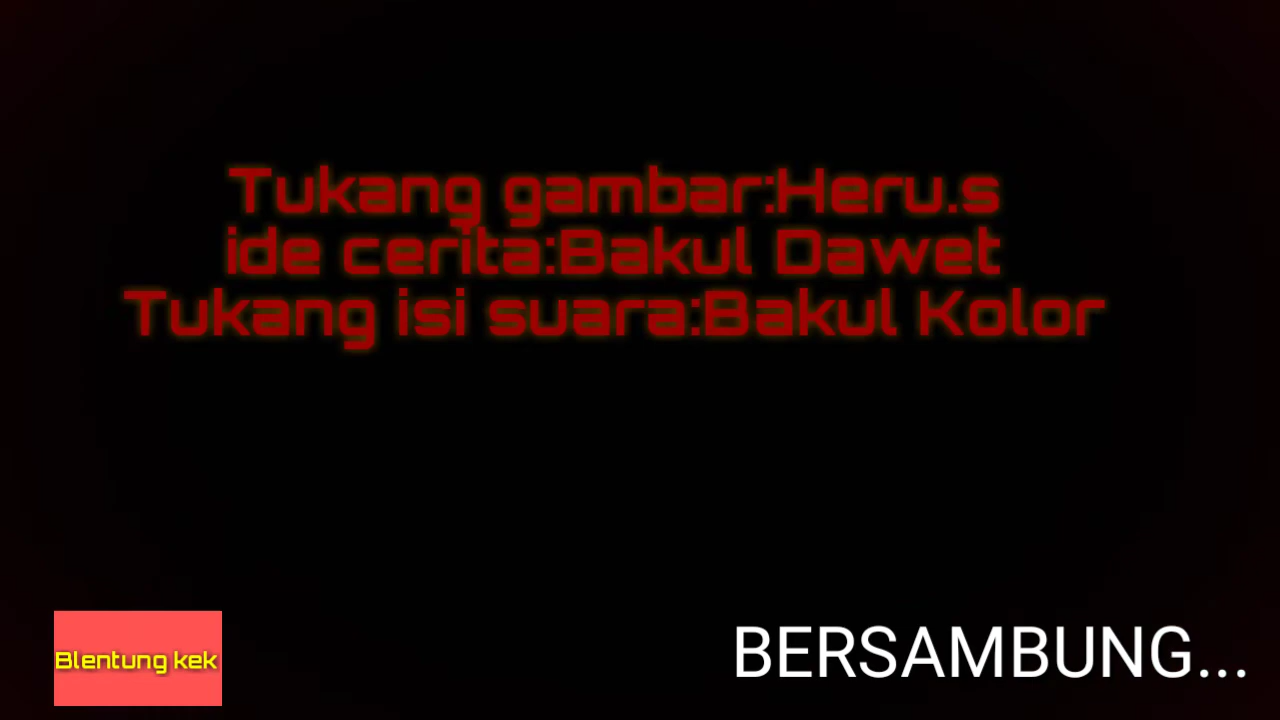 Tukang gambar:Heru.s
ide cerita:Bakul Dawet
Tukang isi suara:Bakul Kolor
Blentung kek
BERSAMBUNG...